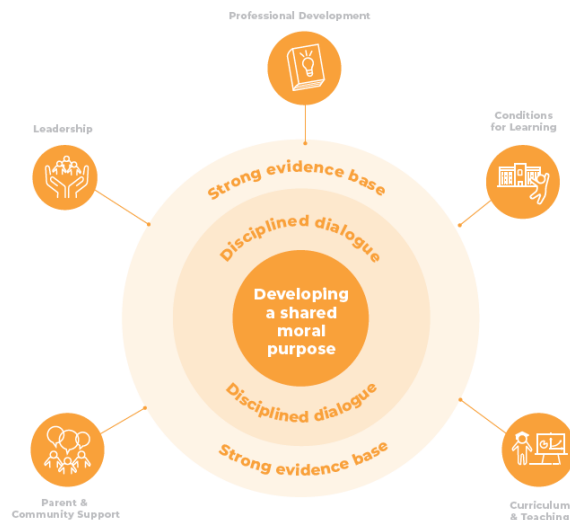 Professional Development
Leadership
Conditions
for Learning
Strong evidence base
Disciplined dialogue
Developing
a shared
moral
purpose
Disciplined dialogue
Strong evidence base
Parent &
Community Support
Curriculum
& Teaching